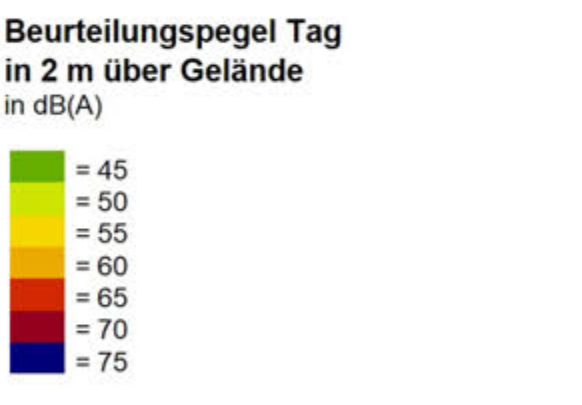 Beurteilungspegel Tag
in 2 m über Gelände
in dB(A)
= 45
= 50
= 55
= 60
= 65
= 70
= 75